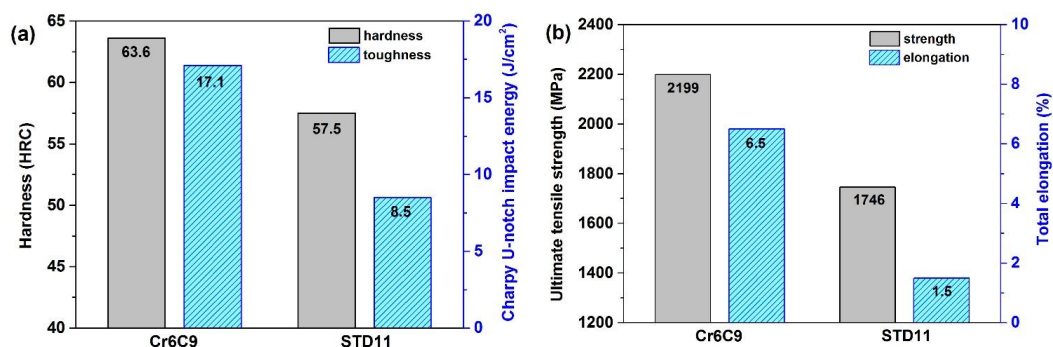 (a)
hardness
toughness
Hardness (HRC)
65
60
55
50
45
40
63.6
17.1
57.5
8.5
Cr6C9
STD11
20
15
10
5
0
Charpy U-notch impact energy (J/cm²)
(b)
strength
elongation
Ultimate tensile strength (MPa)
2400
2200
2000
1800
1600
1400
1200
2199
6.5
1746
1.5
Cr6C9
STD11
10
8
6
4
2
0
Total elongation (%)